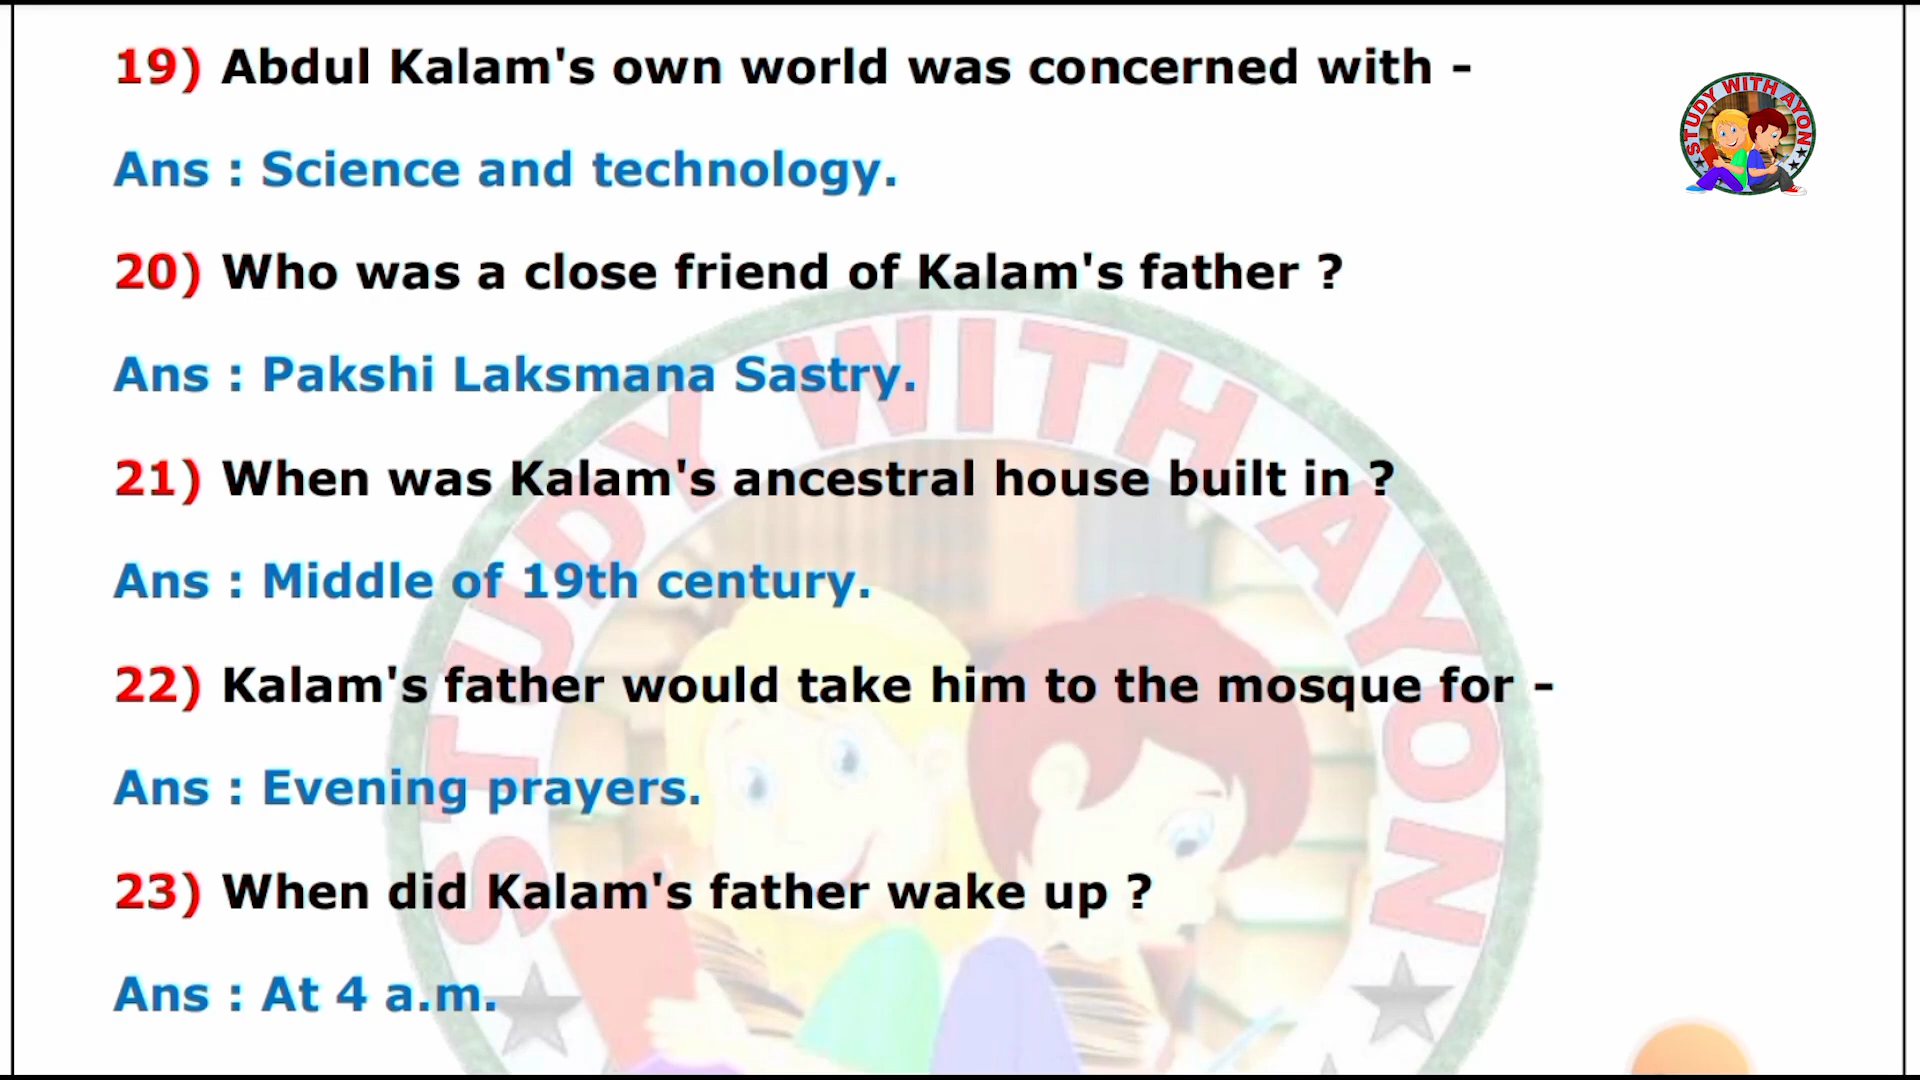 19) Abdul Kalam's own world was concerned with -
STUDY WITH AYON
Ans : Science and technology.
20) Who was a close friend of Kalam's father ?
Ans : Pakshi Laksmana Sastry.
21) When was Kalam's ancestral house built in ?
Ans : Middle of 19th century.
22) Kalam's father would take him to the mosque for -
Ans : Evening prayers.
23) When did Kalam's father wake up ?
Ans : At 4 a.m.
STUDY WITH AYON